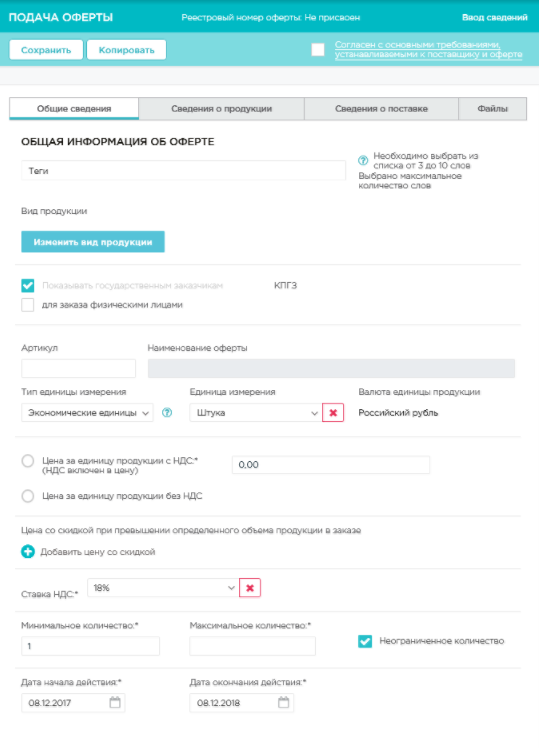 ПОДАЧА ОФЕРТЫ
Реестровый номер оферты: Не присвоен
Ввод сведений
Сохранить
Копировать
Согласен с основными требованиями,
устанавливаемыми к поставщику и оферте
Общие сведения
Сведения о продукции
Сведения о поставке
Файлы
ОБЩАЯ ИНФОРМАЦИЯ ОБ ОФЕРТЕ
Теги
Необходимо выбрать из
списка от 3 до 10 слов
Выбрано максимальное
количество слов
Вид продукции
Изменить вид продукции
Показывать государственным заказчикам
КПГЗ
для заказа физическими лицами
Артикул
Наименование оферты
Тип единицы измерения
Единица измерения
Валюта единицы продукции
Экономические единицы
Штука
Российский рубль
Цена за единицу продукции с НДС:*
(НДС включен в цену)
0,00
Цена за единицу продукции без НДС
Цена со скидкой при превышении определенного объема продукции в заказе
Добавить цену со скидкой
Ставка НДС:*
18%
Минимальное количество:*
Максимальное количество:*
1
Неограниченное количество
Дата начала действия:*
Дата окончания действия:*
08.12.2017
08.12.2018